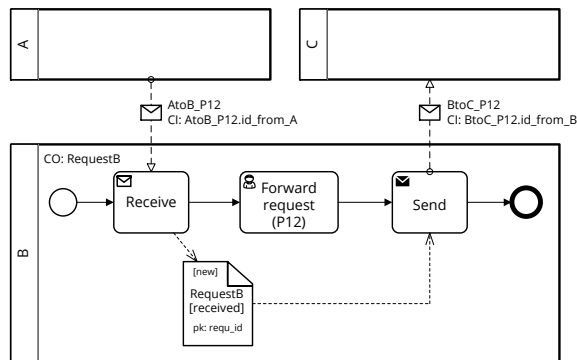 A
C
AtoB_P12
CI: AtoB_P12.id_from_A
BtoC_P12
CI: BtoC_P12.id_from_B
B
CO: RequestB
Receive
Forward
request
(P12)
Send
[new]
RequestB
[received]
pk: requ_id